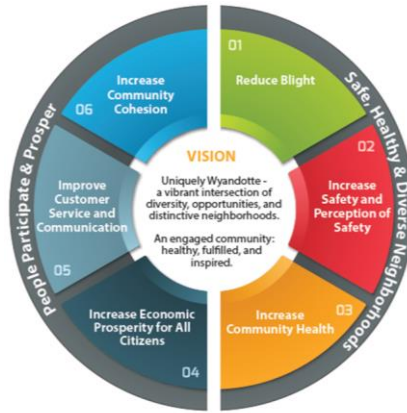 Safe, Healthy & Diverse Neighborhoods
01
Reduce Blight
02
Increase
Safety and
Perception of
Safety
03
Increase
Community Health
04
Increase Economic
Prosperity for All
Citizens
05
Improve
Customer
Service and
Communication
06
Increase
Community
Cohesion
People Participate & Prosper
VISION
Uniquely Wyandotte -
a vibrant intersection of
diversity, opportunities, and
distinctive neighborhoods.
An engaged community:
healthy, fulfilled, and
inspired.